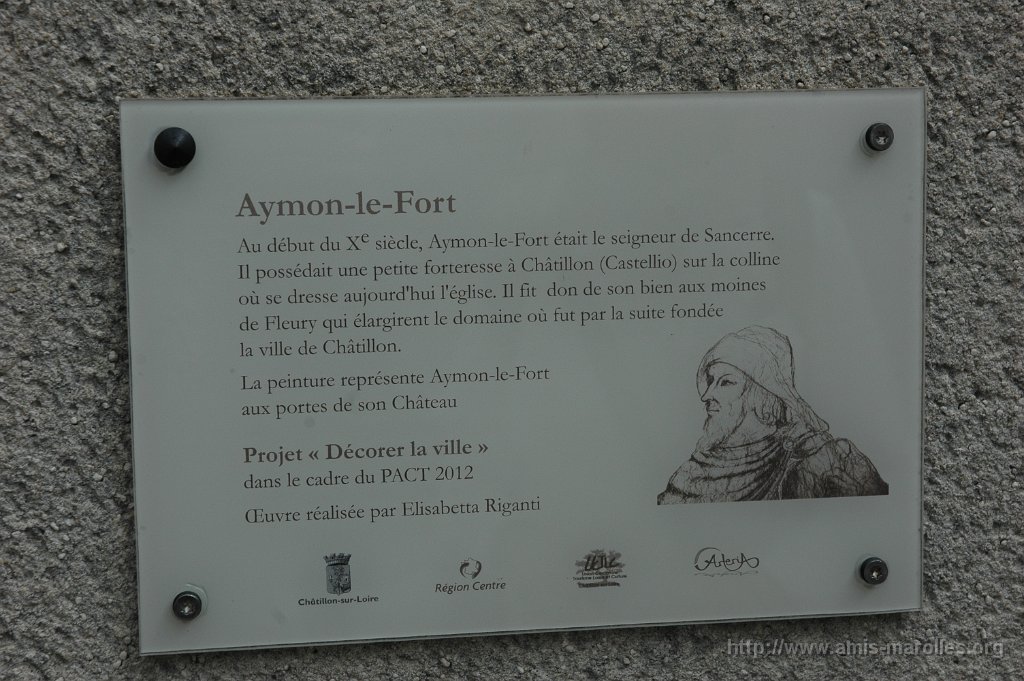 Aymon-le-Fort
Au début du Xe siècle, Aymon-le-Fort était le seigneur de Sancerre.
Il possédait une petite forteresse à Châtillon (Castellio) sur la colline
où se dresse aujourd'hui l'église. Il fit don de son bien aux moines
de Fleury qui élargirent le domaine où fut par la suite fondée
la ville de Châtillon.
La peinture représente Aymon-le-Fort
aux portes de son Château
Projet « Décorer la ville »
dans le cadre du PACT 2012
Œuvre réalisée par Elisabetta Riganti
Châtillon-sur-Loire
Région Centre
ArteriA
http://www.amis-marolles.org